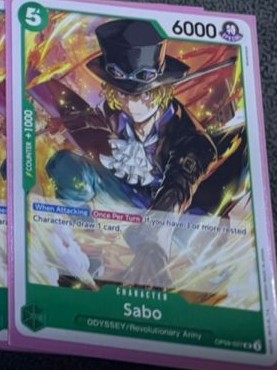 5
6000
COUNTER +1000
When Attacking Once Per Turn If you have 3 or more rested
Characters, draw 1 card.
CHARACTER
Sabo
ODYSSEY/Revolutionary Army